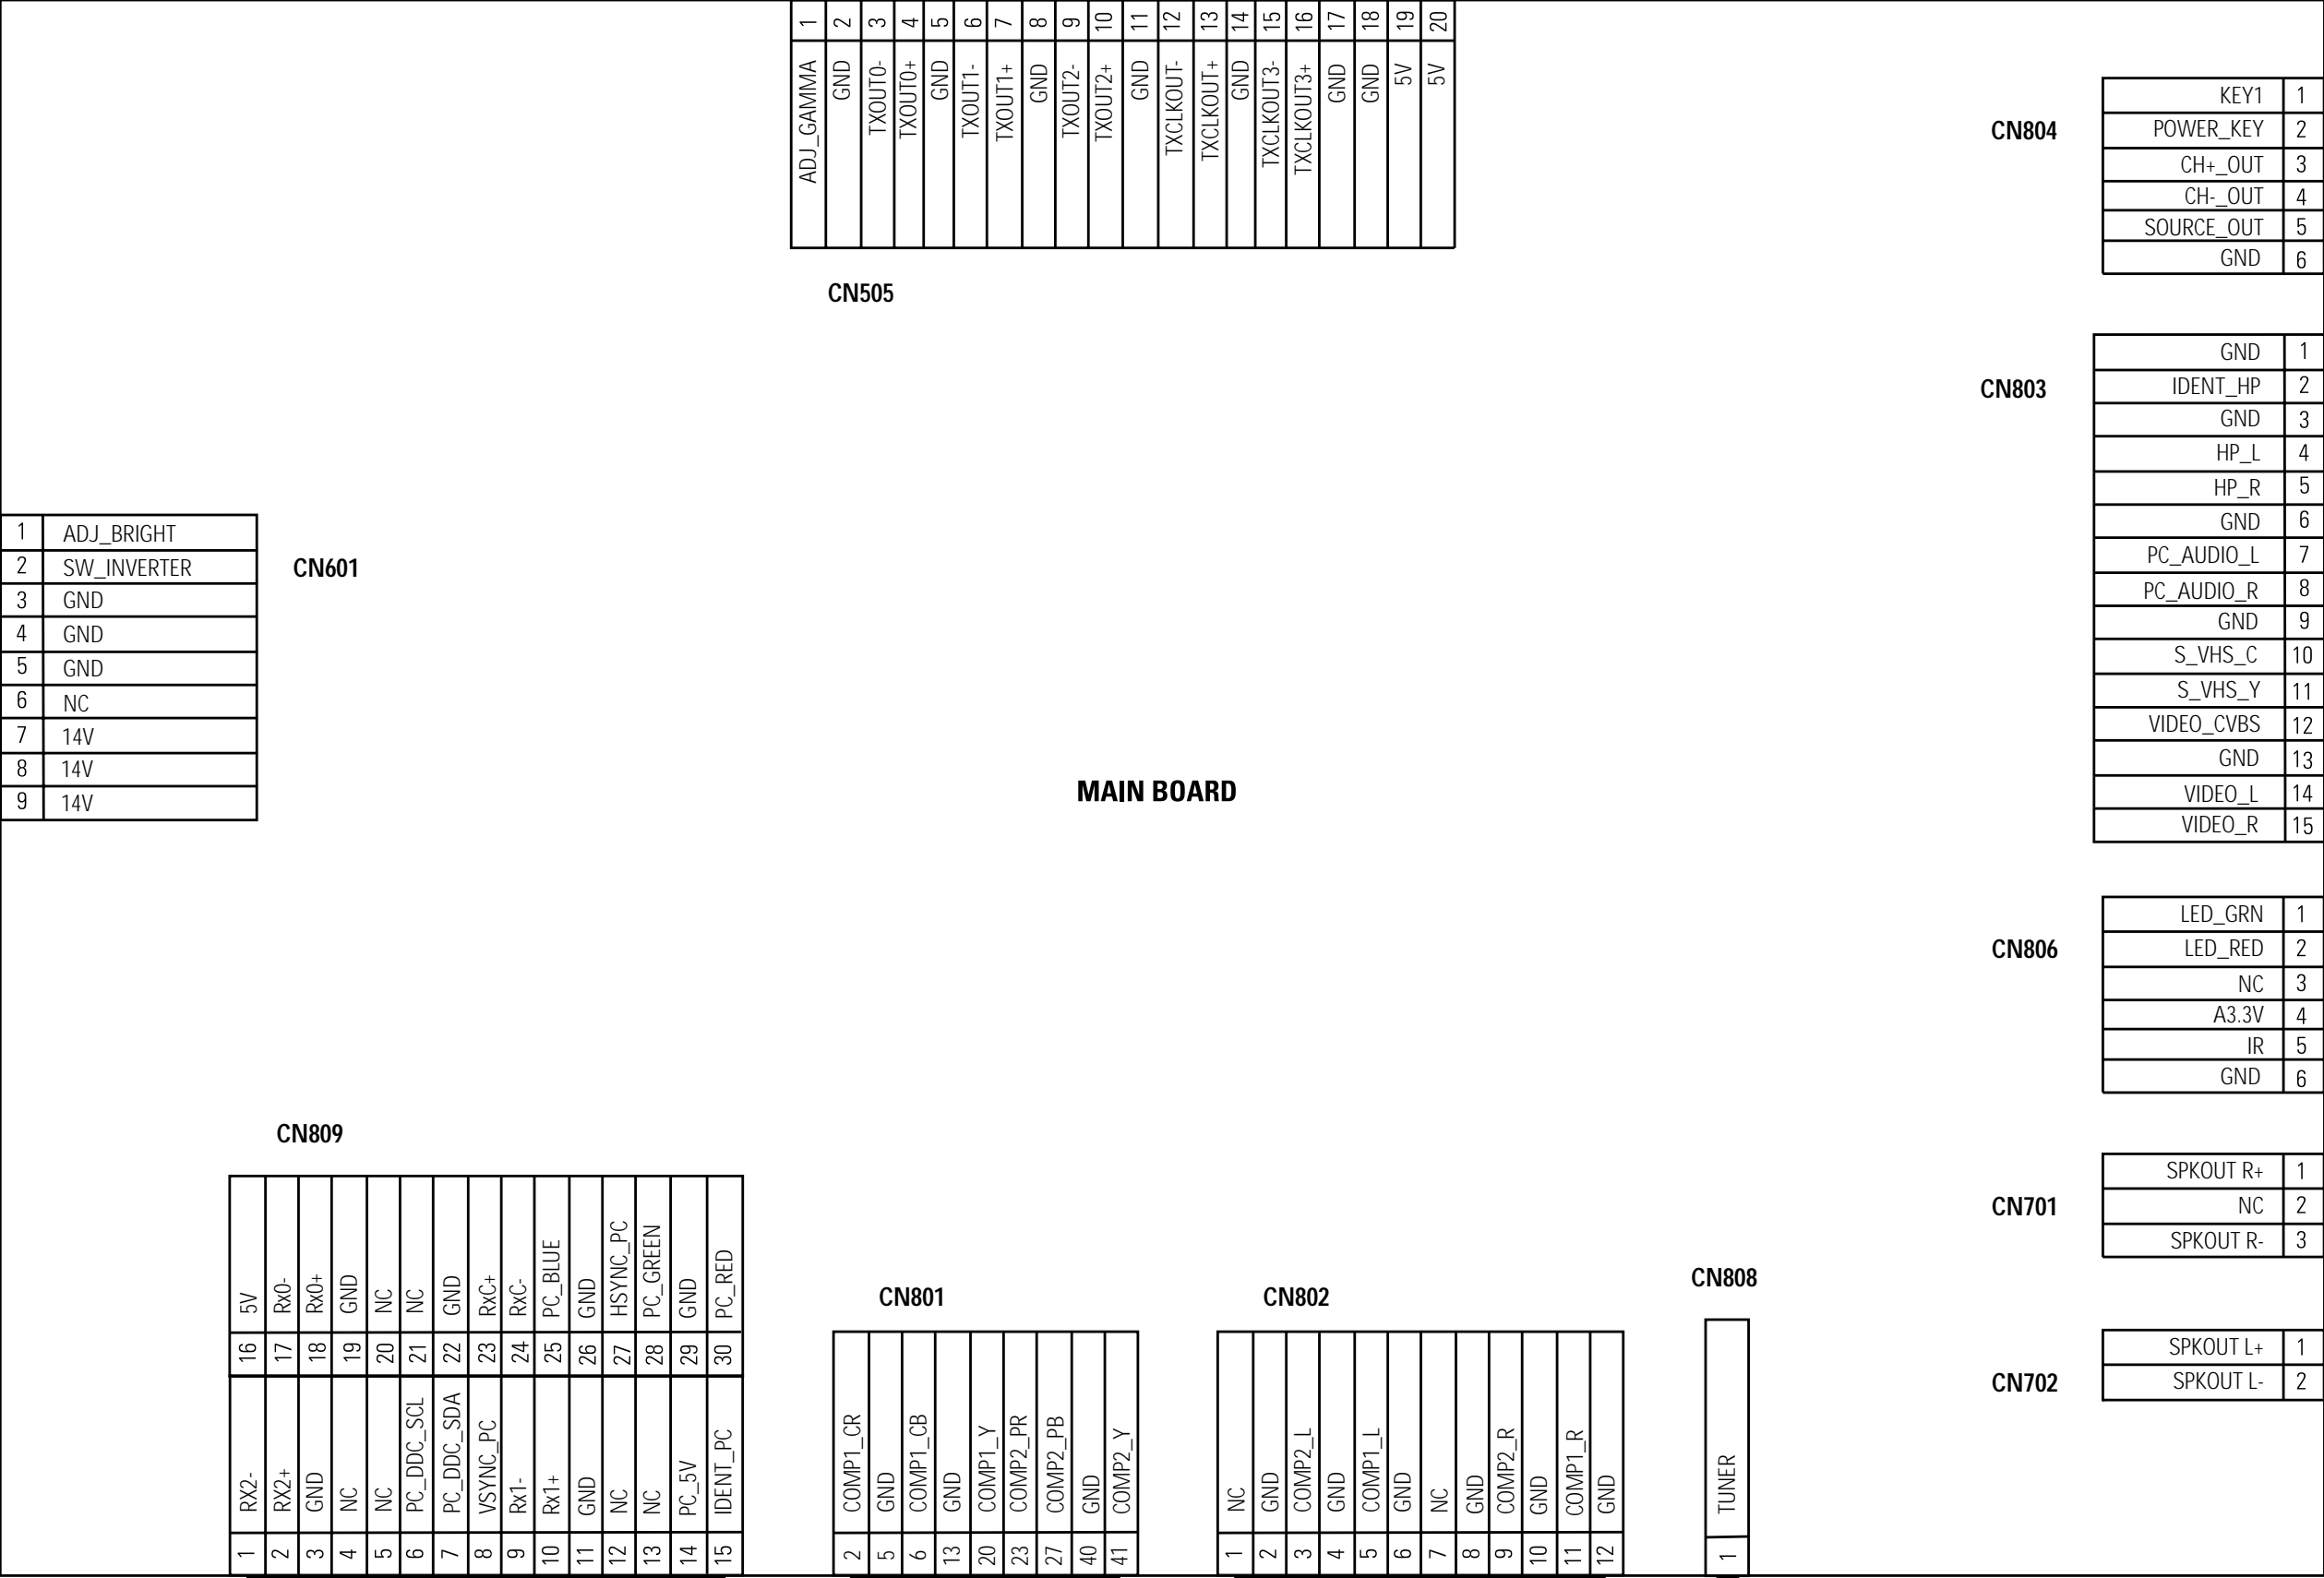 1 ADJ_GAMMA
2 GND
3 TXOUT0-
4 TXOUT0+
5 GND
6 TXOUT1-
7 TXOUT1+
8 GND
9 TXOUT2-
10 TXOUT2+
11 GND
12 TXCLKOUT-
13 TXCLKOUT+
14 GND
15 TXCLKOUT3-
16 TXCLKOUT3+
17 GND
18 GND
19 5V
20 5V
CN505
CN804
KEY1 1
POWER_KEY 2
CH+_OUT 3
CH-_OUT 4
SOURCE_OUT 5
GND 6
CN803
GND 1
IDENT_HP 2
GND 3
HP_L 4
HP_R 5
GND 6
PC_AUDIO_L 7
PC_AUDIO_R 8
GND 9
S_VHS_C 10
S_VHS_Y 11
VIDEO_CVBS 12
GND 13
VIDEO_L 14
VIDEO_R 15
1 ADJ_BRIGHT
2 SW_INVERTER
3 GND
4 GND
5 GND
6 NC
7 14V
8 14V
9 14V
CN601
MAIN BOARD
CN806
LED_GRN 1
LED_RED 2
NC 3
A3.3V 4
IR 5
GND 6
CN701
SPKOUT R+ 1
NC 2
SPKOUT R- 3
CN702
SPKOUT L+ 1
SPKOUT L- 2
CN809
16 5V
17 Rx0-
18 Rx0+
19 GND
20 NC
21 NC
22 GND
23 RxC+
24 RxC-
25 PC_BLUE
26 GND
27 HSYNC_PC
28 PC_GREEN
29 GND
30 PC_RED
1 RX2-
2 RX2+
3 GND
4 NC
5 NC
6 PC_DDC_SCL
7 PC_DDC_SDA
8 VSYNC_PC
9 Rx1-
10 Rx1+
11 GND
12 NC
13 NC
14 PC_5V
15 IDENT_PC
CN801
2 COMP1_CR
5 GND
6 COMP1_CB
13 GND
20 COMP1_Y
23 COMP2_PR
27 COMP2_PB
40 GND
41 COMP2_Y
CN802
1 NC
2 GND
3 COMP2_L
4 GND
5 COMP1_L
6 GND
7 NC
8 GND
9 COMP2_R
10 GND
11 COMP1_R
12 GND
CN808
1 TUNER